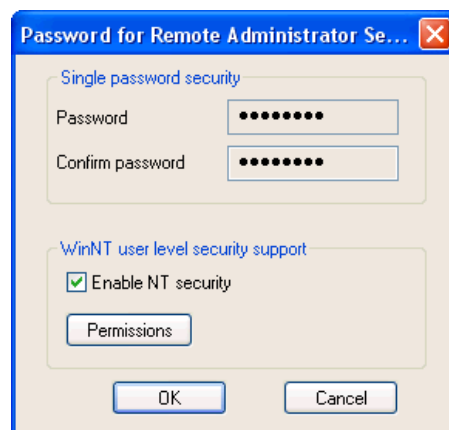 Password for Remote Administrator Se...
Single password security
Password
••••••••
Confirm password
••••••••
WinNT user level security support
Enable NT security
Permissions
OK
Cancel